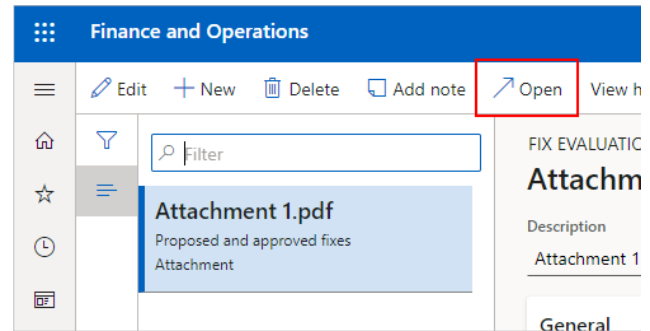 Finance and Operations
Edit New Delete Add note Open View h
Filter
Attachment 1.pdf
Proposed and approved fixes
Attachment
FIX EVALUATIO
Attachm
Description
Attachment 1
General